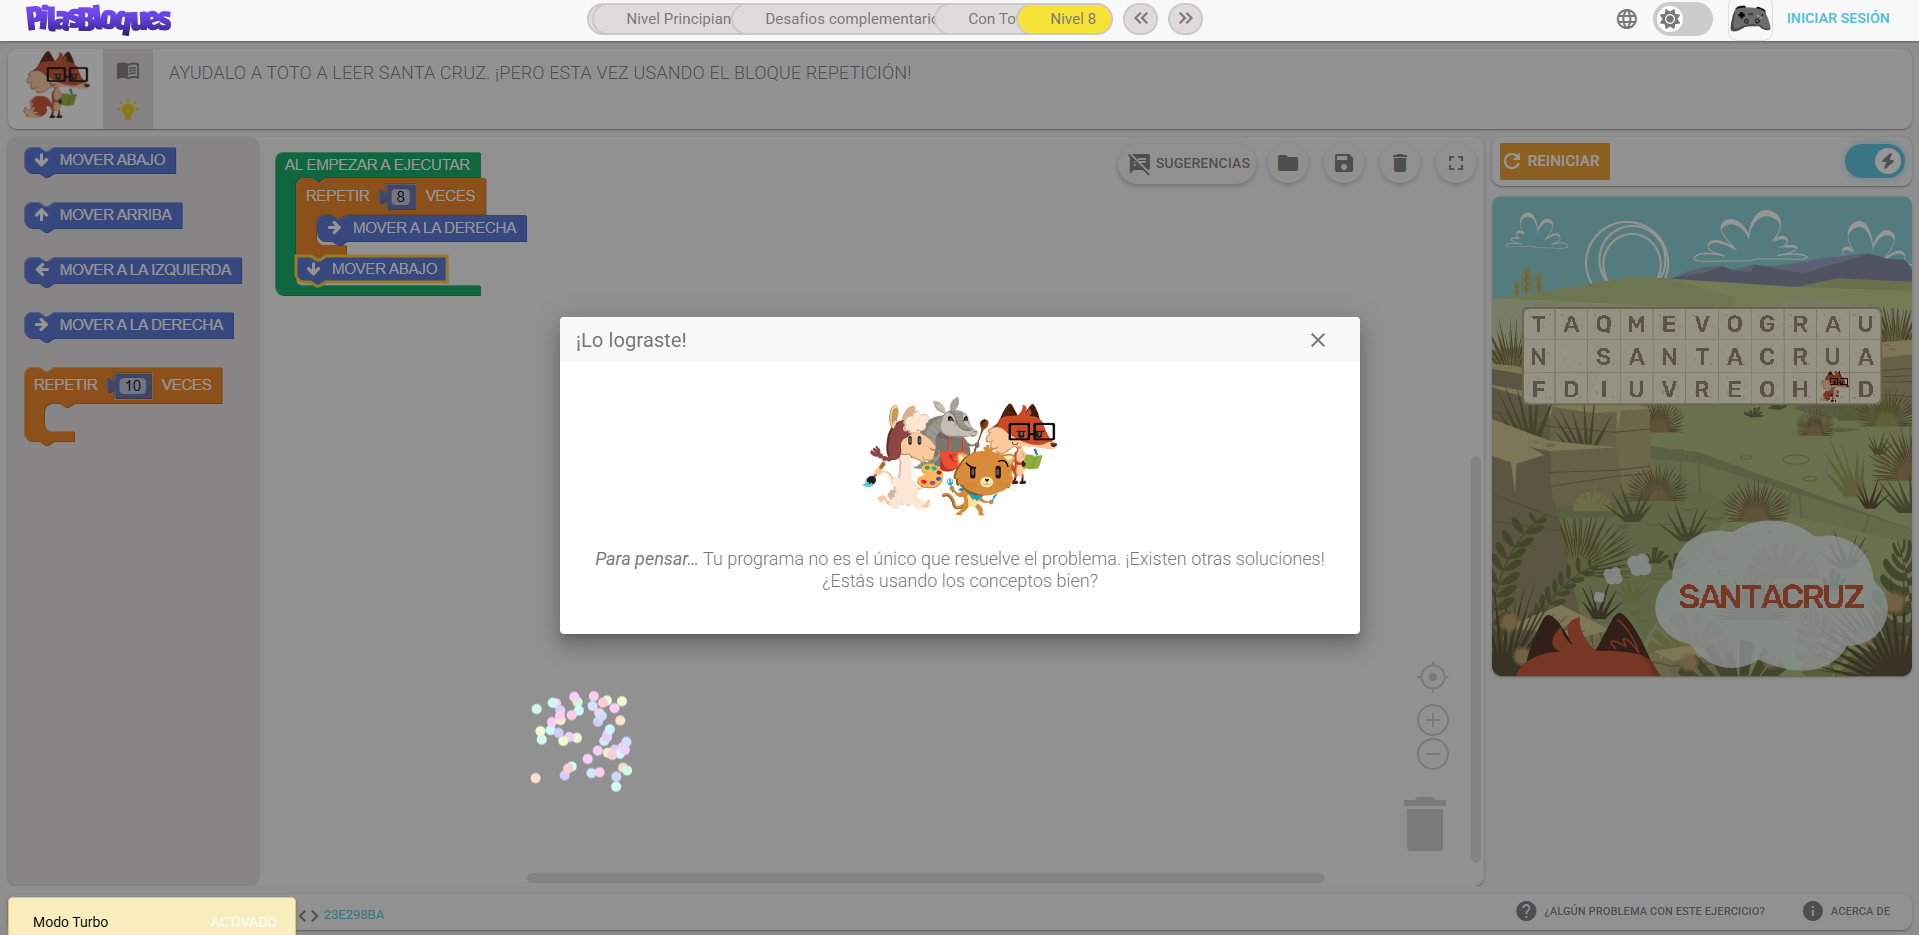 PilasBloques
Nivel Principian
Desafios complementario
Con To
Nivel 8
INICIAR SESIÓN
AYUDALO A TOTO A LEER SANTA CRUZ. ¡PERO ESTA VEZ USANDO EL BLOQUE REPETICIÓN!
MOVER ABAJO
MOVER ARRIBA
MOVER A LA IZQUIERDA
MOVER A LA DERECHA
REPETIR 10 VECES
AL EMPEZAR A EJECUTAR
REPETIR 8 VECES
MOVER A LA DERECHA
MOVER ABAJO
SUGERENCIAS
REINICIAR
T A Q M E V O G R A U
N S A N T A C R U A
F D I U V R E O H D
SANTACRUZ
¡Lo lograste!
Para pensar... Tu programa no es el único que resuelve el problema. ¡Existen otras soluciones!
¿Estás usando los conceptos bien?
Modo Turbo ACTIVADO
23E298BA
¿ALGÚN PROBLEMA CON ESTE EJERCICIO?
ACERCA DE